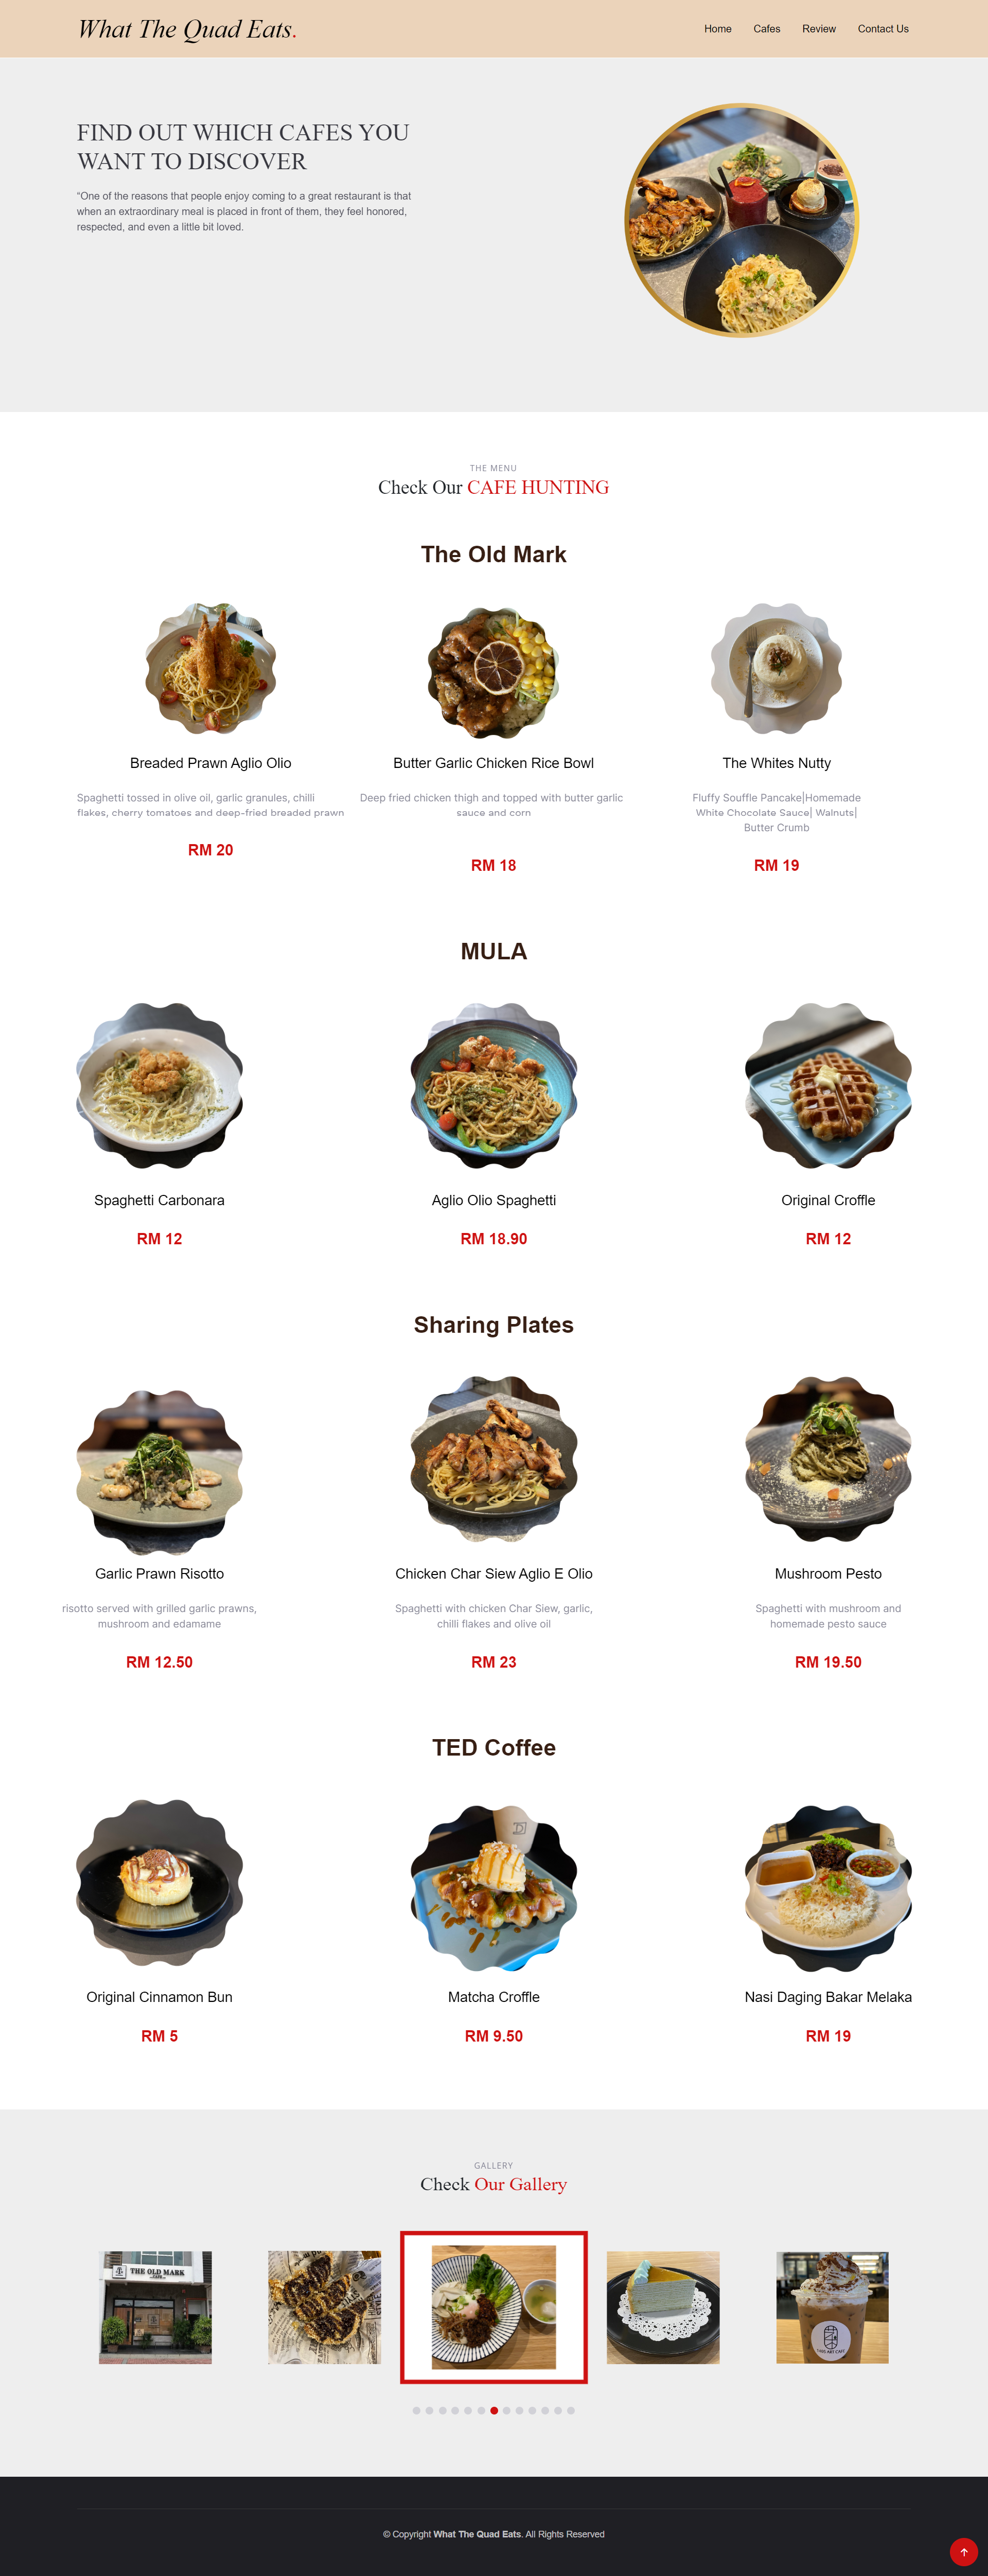 What The Quad Eats.
Home Cafes Review Contact Us
FIND OUT WHICH CAFES YOU
WANT TO DISCOVER
“One of the reasons that people enjoy coming to a great restaurant is that
when an extraordinary meal is placed in front of them, they feel honored,
respected, and even a little bit loved.
THE MENU
Check Our CAFE HUNTING
The Old Mark
Breaded Prawn Aglio Olio
Spaghetti tossed in olive oil, garlic granules, chilli
flakes, cherry tomatoes and deep-fried breaded prawn
RM 20
Butter Garlic Chicken Rice Bowl
Deep fried chicken thigh and topped with butter garlic
sauce and corn
RM 18
The Whites Nutty
Fluffy Souffle Pancake|Homemade
White Chocolate Sauce| Walnuts|
Butter Crumb
RM 19
MULA
Spaghetti Carbonara
RM 12
Aglio Olio Spaghetti
RM 18.90
Original Croffle
RM 12
Sharing Plates
Garlic Prawn Risotto
risotto served with grilled garlic prawns,
mushroom and edamame
RM 12.50
Chicken Char Siew Aglio E Olio
Spaghetti with chicken Char Siew, garlic,
chilli flakes and olive oil
RM 23
Mushroom Pesto
Spaghetti with mushroom and
homemade pesto sauce
RM 19.50
TED Coffee
Original Cinnamon Bun
RM 5
Matcha Croffle
RM 9.50
Nasi Daging Bakar Melaka
RM 19
GALLERY
Check Our Gallery
THE OLD MARK
© Copyright What The Quad Eats. All Rights Reserved